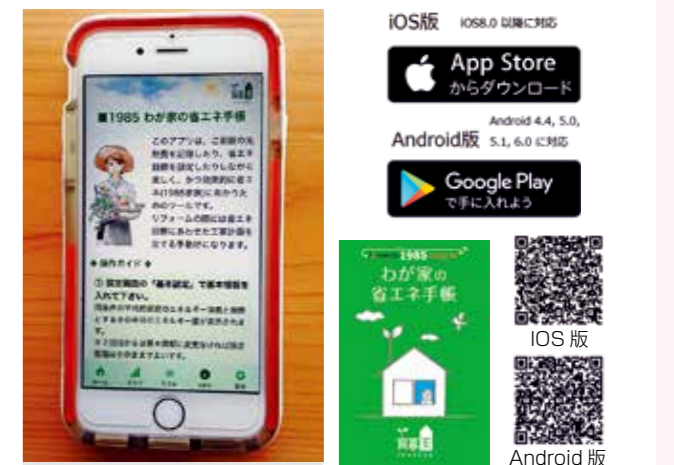 ■1985 わが家の省エネ手帳
このアプリは、ご家庭の光
熱費を記録したり、省エネ
目標を設定したりしながら
楽しく、かつ効果的に省エ
ネ(1985家族)に向かうた
めのツールです。
リフォームの際には省エネ
目標にあわせた工事計画を
立てる手助けになります。
◆ 操作ガイド ◆
① 設定画面の「基本設定」で基本情報を
入れて下さい。
iOS版 iOS8.0 以降に対応
App Store
からダウンロード
Android版 Android 4.4, 5.0,
5.1, 6.0 に対応
Google Play
で手に入れよう
1985
わが家の
省エネ手帳
IOS 版
Android 版